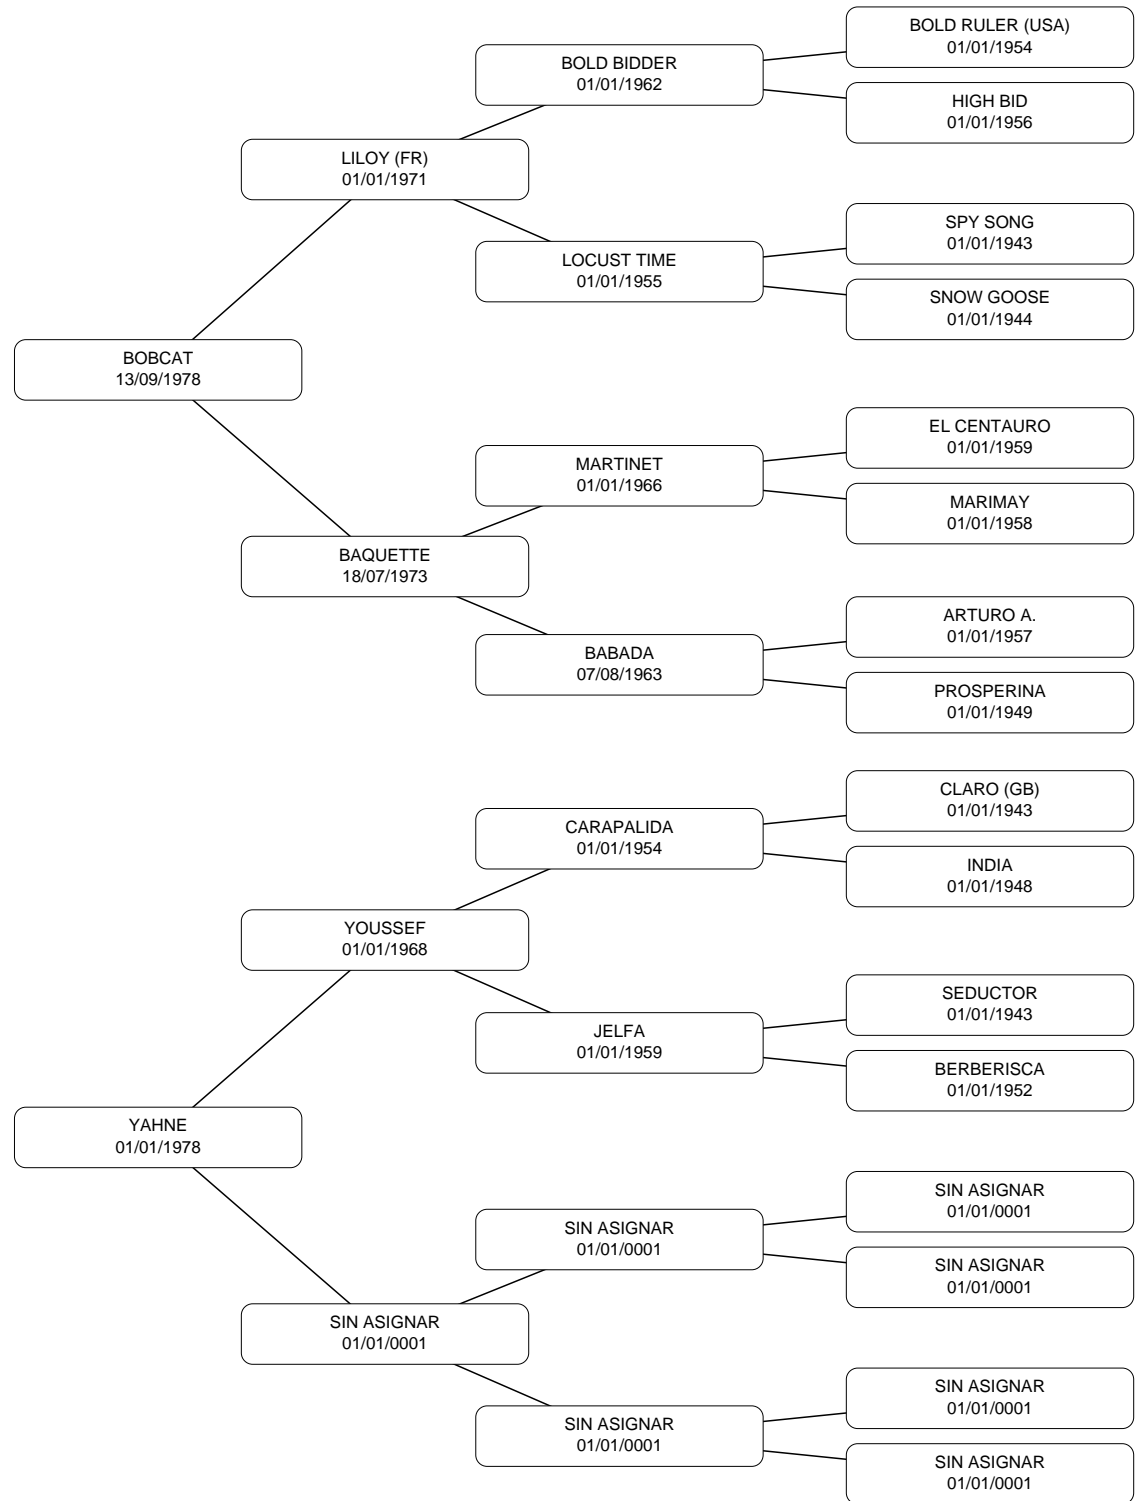 BOLD RULER (USA)
01/01/1954
BOLD BIDDER
01/01/1962
HIGH BID
01/01/1956
LILOY (FR)
01/01/1971
SPY SONG
01/01/1943
LOCUST TIME
01/01/1955
SNOW GOOSE
01/01/1944
BOBCAT
13/09/1978
EL CENTAURO
01/01/1959
MARTINET
01/01/1966
MARIMAY
01/01/1958
BAQUETTE
18/07/1973
ARTURO A.
01/01/1957
BABADA
07/08/1963
PROSPERINA
01/01/1949
CLARO (GB)
01/01/1943
CARAPALIDA
01/01/1954
INDIA
01/01/1948
YOUSSEF
01/01/1968
SEDUCTOR
01/01/1943
JELFA
01/01/1959
BERBERISCA
01/01/1952
YAHNE
01/01/1978
SIN ASIGNAR
01/01/0001
SIN ASIGNAR
01/01/0001
SIN ASIGNAR
01/01/0001
SIN ASIGNAR
01/01/0001
SIN ASIGNAR
01/01/0001
SIN ASIGNAR
01/01/0001
SIN ASIGNAR
01/01/0001